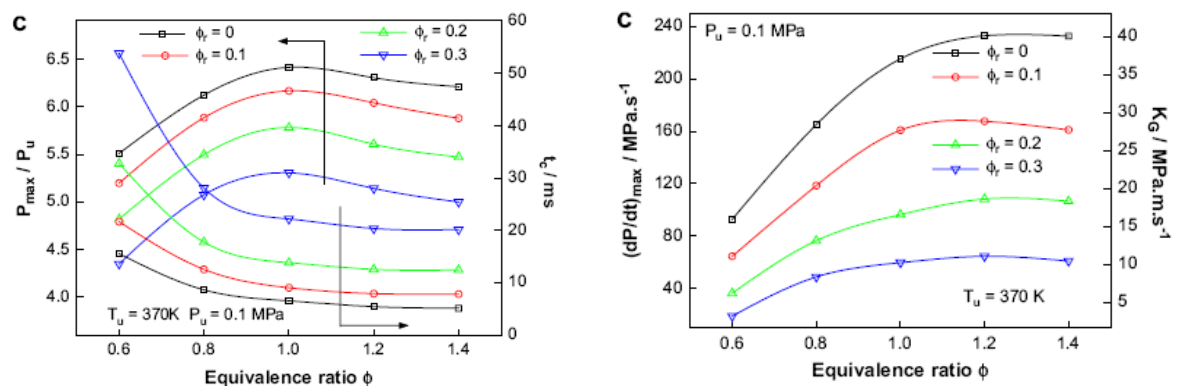 c
ϕr = 0
ϕr = 0.1
ϕr = 0.2
ϕr = 0.3
Pmax / Pu
6.5
6.0
5.5
5.0
4.5
4.0
60
50
40
30
20
10
0
tc / ms
Tu = 370K Pu = 0.1 MPa
0.6 0.8 1.0 1.2 1.4
Equivalence ratio ϕ
c
Pu = 0.1 MPa
ϕr = 0
ϕr = 0.1
ϕr = 0.2
ϕr = 0.3
(dP/dt)max / MPa.s-1
240
200
160
120
80
40
40
35
30
25
20
15
10
5
KG / MPa.m.s-1
Tu = 370 K
0.6 0.8 1.0 1.2 1.4
Equivalence ratio ϕ